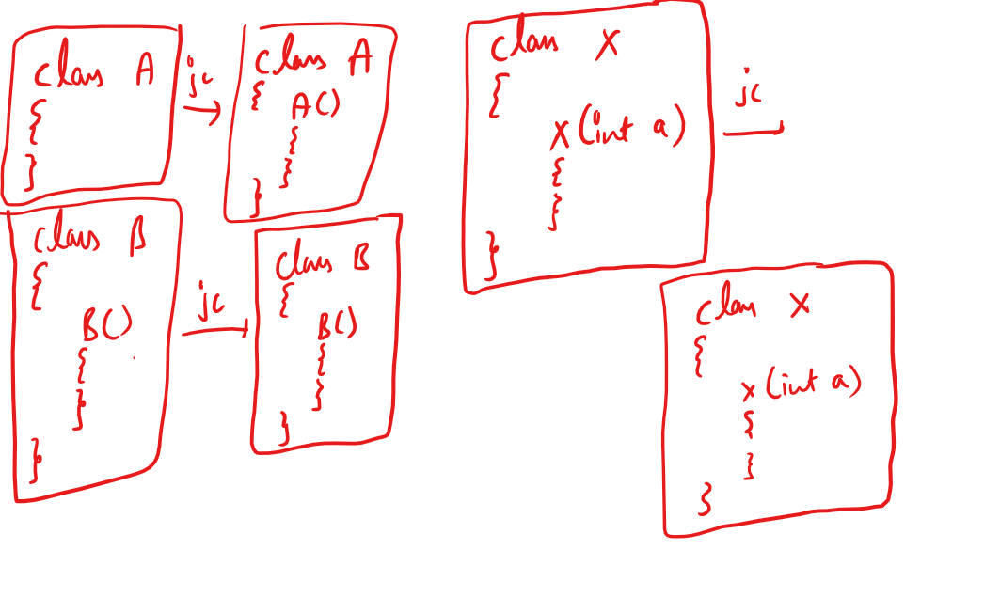 class A
{
}
jc
class A
{
A()
{
}
}
class B
{
B()
{
}
}
jc
class B
{
B()
{
}
}
class X
{
X(int a)
{
}
}
jc
class X
{
x(int a)
{
}
}